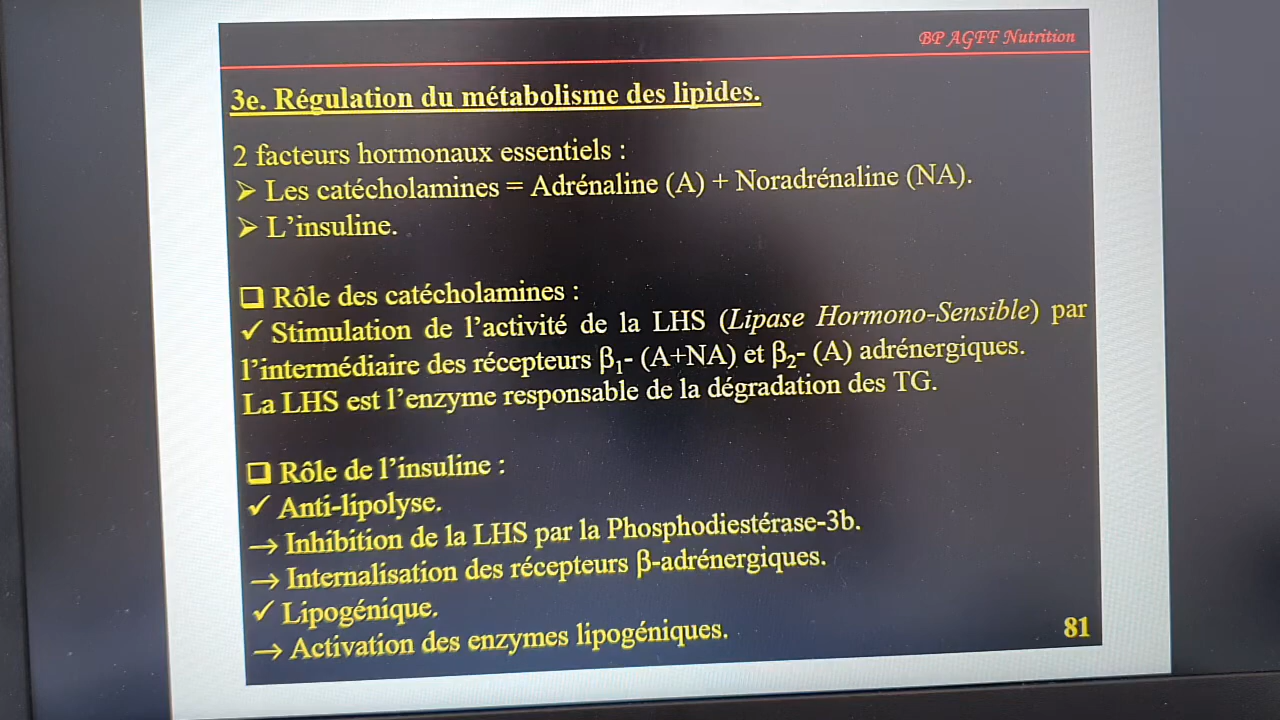 BP AGFF Nutrition
3e. Régulation du métabolisme des lipides.
2 facteurs hormonaux essentiels :
➢ Les catécholamines = Adrénaline (A) + Noradrénaline (NA).
➢ L’insuline.
❑ Rôle des catécholamines :
✓ Stimulation de l’activité de la LHS (Lipase Hormono-Sensible) par
l’intermédiaire des récepteurs β₁- (A+NA) et β₂- (A) adrénergiques.
La LHS est l’enzyme responsable de la dégradation des TG.
❑ Rôle de l’insuline :
✓ Anti-lipolyse.
→ Inhibition de la LHS par la Phosphodiestérase-3b.
→ Internalisation des récepteurs β-adrénergiques.
✓ Lipogénique.
→ Activation des enzymes lipogéniques.
81